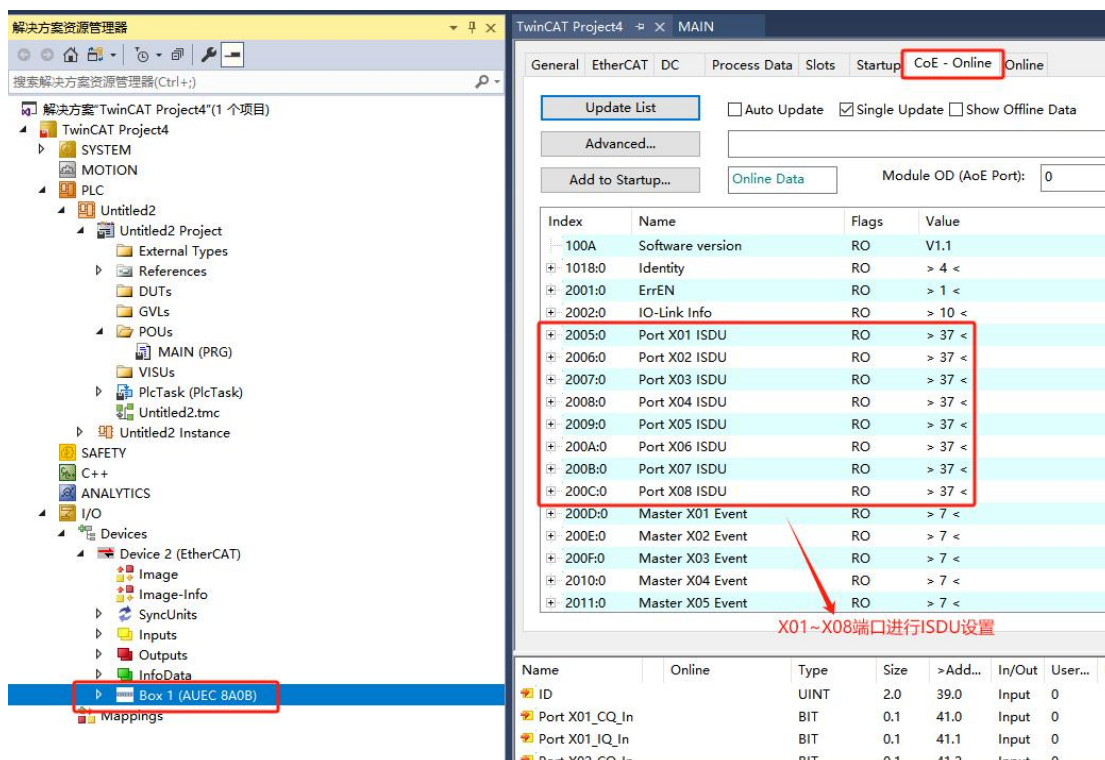 解决方案资源管理器
搜索解决方案资源管理器(Ctrl+;)
解决方案"TwinCAT Project4"(1 个项目)
TwinCAT Project4
SYSTEM
MOTION
PLC
Untitled2
Untitled2 Project
External Types
References
DUTs
GVLs
POUs
MAIN (PRG)
VISUs
PlcTask (PlcTask)
Untitled2.tmc
Untitled2 Instance
SAFETY
C++
ANALYTICS
I/O
Devices
Device 2 (EtherCAT)
Image
Image-Info
SyncUnits
Inputs
Outputs
InfoData
Box 1 (AUEC 8A0B)
Mappings
TwinCAT Project4 MAIN
General EtherCAT DC Process Data Slots Startup CoE - Online Online
Update List Auto Update Single Update Show Offline Data
Advanced...
Add to Startup... Online Data Module OD (AoE Port): 0
Index Name Flags Value
100A Software version RO V1.1
1018:0 Identity RO > 4 <
2001:0 ErrEN RO > 1 <
2002:0 IO-Link Info RO > 10 <
2005:0 Port X01 ISDU RO > 37 <
2006:0 Port X02 ISDU RO > 37 <
2007:0 Port X03 ISDU RO > 37 <
2008:0 Port X04 ISDU RO > 37 <
2009:0 Port X05 ISDU RO > 37 <
200A:0 Port X06 ISDU RO > 37 <
200B:0 Port X07 ISDU RO > 37 <
200C:0 Port X08 ISDU RO > 37 <
200D:0 Master X01 Event RO > 7 <
200E:0 Master X02 Event RO > 7 <
200F:0 Master X03 Event RO > 7 <
2010:0 Master X04 Event RO > 7 <
2011:0 Master X05 Event RO > 7 <
X01~X08端口进行ISDU设置
Name Online Type Size >Add... In/Out User...
ID UINT 2.0 39.0 Input 0
Port X01_CQ_In BIT 0.1 41.0 Input 0
Port X01_IQ_In BIT 0.1 41.1 Input 0
Port X02_CQ_In BIT 0.1 41.2 Input 0